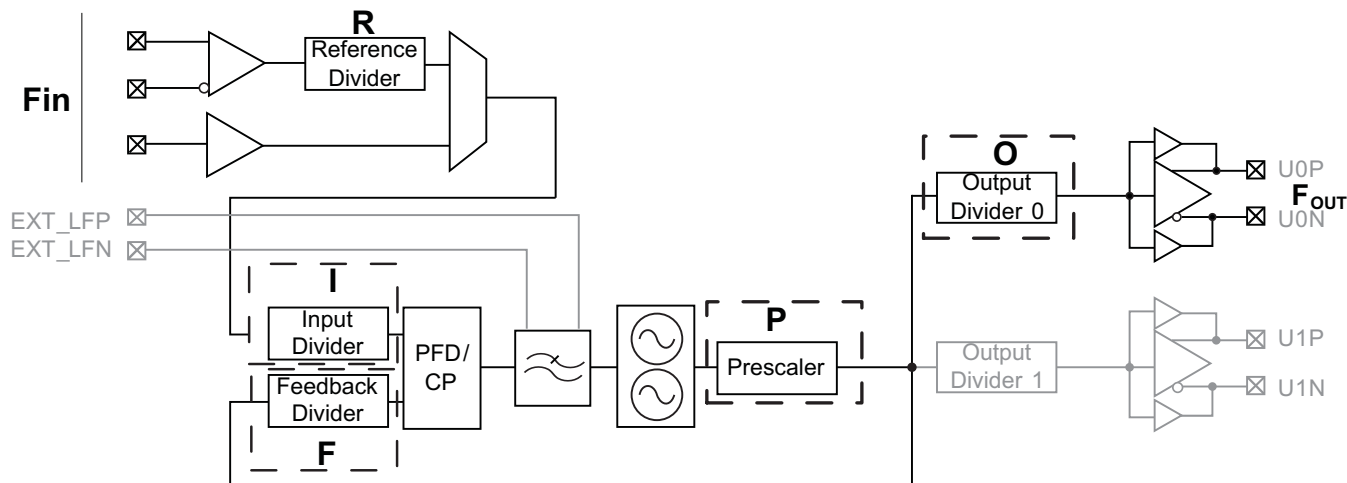 R
Reference
Divider
Fin
EXT_LFP
EXT_LFN
I
Input
Divider
Feedback
Divider
F
PFD/
CP
P
Prescaler
O
Output
Divider 0
Output
Divider 1
U0P
FOUT
U0N
U1P
U1N